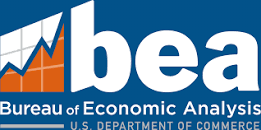 bea
Bureau of Economic Analysis
U.S. DEPARTMENT OF COMMERCE